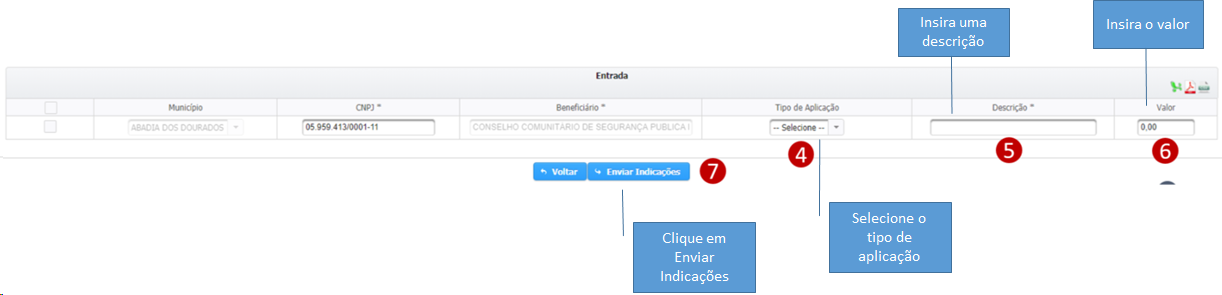 Insira uma
descrição
Insira o valor
Entrada
Município CNPJ * Beneficiário * Tipo de Aplicação Descrição * Valor
ABADIA DOS DOURADOS 05.959.413/0001-11 CONSELHO COMUNITÁRIO DE SEGURANÇA PUBLICA -- Selecione -- 0,00
4 5 6
Voltar Enviar Indicações 7
Clique em
Enviar
Indicações
Selecione o
tipo de
aplicação